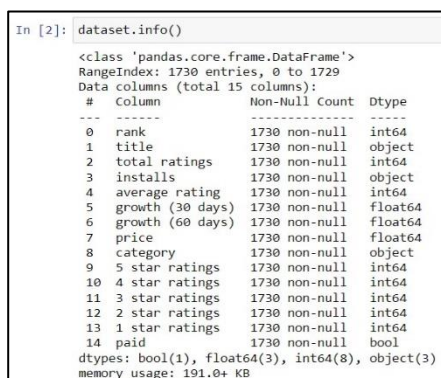 In [2]: dataset.info()
<class 'pandas.core.frame.DataFrame'>
RangeIndex: 1730 entries, 0 to 1729
Data columns (total 15 columns):
# Column Non-Null Count Dtype
--- ------ -------------- -----
0 rank 1730 non-null int64
1 title 1730 non-null object
2 total ratings 1730 non-null int64
3 installs 1730 non-null object
4 average rating 1730 non-null int64
5 growth (30 days) 1730 non-null float64
6 growth (60 days) 1730 non-null float64
7 price 1730 non-null float64
8 category 1730 non-null object
9 5 star ratings 1730 non-null int64
10 4 star ratings 1730 non-null int64
11 3 star ratings 1730 non-null int64
12 2 star ratings 1730 non-null int64
13 1 star ratings 1730 non-null int64
14 paid 1730 non-null bool
dtypes: bool(1), float64(3), int64(8), object(3)
memory usage: 191.0+ KB